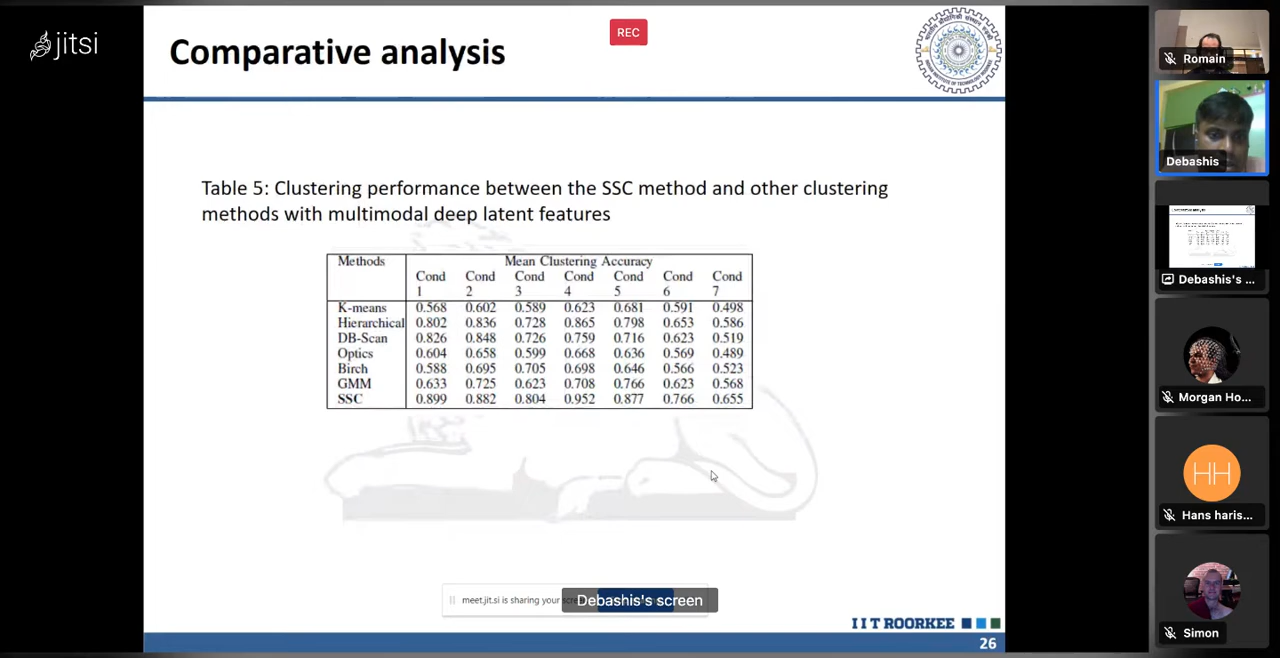 jitsi
REC
Comparative analysis
Table 5: Clustering performance between the SSC method and other clustering
methods with multimodal deep latent features
Methods Mean Clustering Accuracy
Cond Cond Cond Cond Cond Cond Cond
1 2 3 4 5 6 7
K-means 0.568 0.602 0.589 0.623 0.681 0.591 0.498
Hierarchical 0.802 0.836 0.728 0.865 0.798 0.653 0.586
DB-Scan 0.826 0.848 0.726 0.759 0.716 0.623 0.519
Optics 0.604 0.658 0.599 0.668 0.636 0.569 0.489
Birch 0.588 0.695 0.705 0.698 0.646 0.566 0.523
GMM 0.633 0.725 0.623 0.708 0.766 0.623 0.568
SSC 0.899 0.882 0.804 0.952 0.877 0.766 0.655
meet.jit.si is sharing your
Debashis's screen
IIT ROORKEE
26
Romain
Debashis
Debashis's ...
Morgan Ho...
HH
Hans haris...
Simon